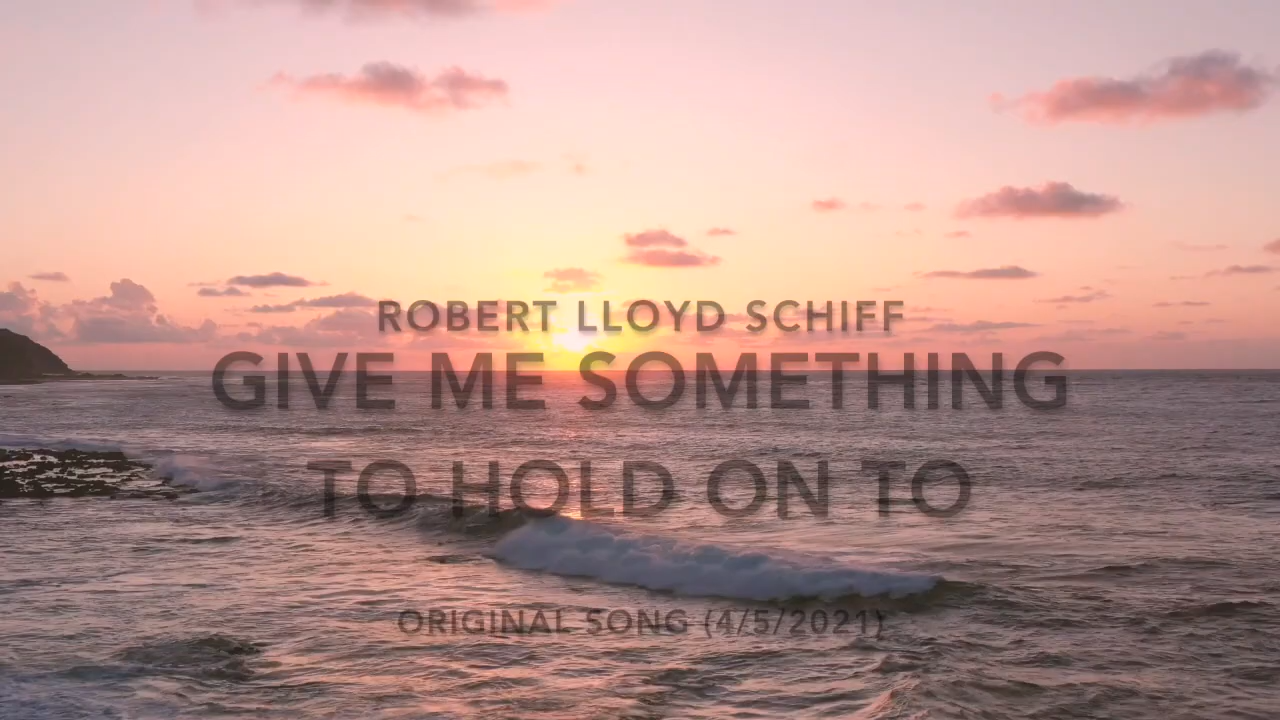 ROBERT LLOYD SCHIFF
GIVE ME SOMETHING
TO HOLD ON TO
ORIGINAL SONG (4/5/2021)